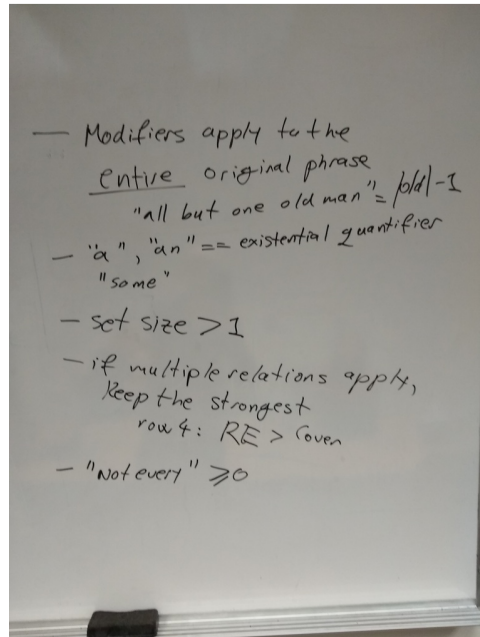 — Modifiers apply to the
entire original phrase
"all but one old man" = |old|-1
- "a", "an" == existential quantifier
"some"
- set size > 1
- if multiple relations apply,
keep the strongest
row 4: RE > Cover
- "Not every" ⩾0